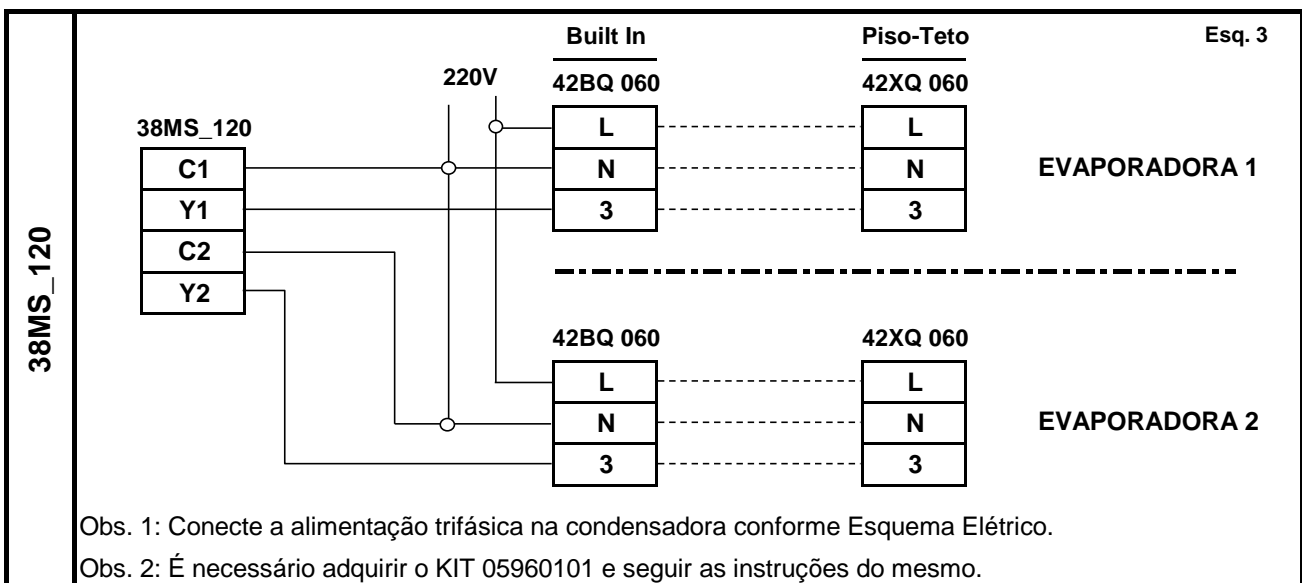 Built In Piso-Teto Esq. 3
220V 42BQ 060 42XQ 060
38MS_120
L L
C1 N N EVAPORADORA 1
Y1 3 3
C2
Y2
38MS_120
42BQ 060 42XQ 060
L L
N N EVAPORADORA 2
3 3
Obs. 1: Conecte a alimentação trifásica na condensadora conforme Esquema Elétrico.
Obs. 2: É necessário adquirir o KIT 05960101 e seguir as instruções do mesmo.